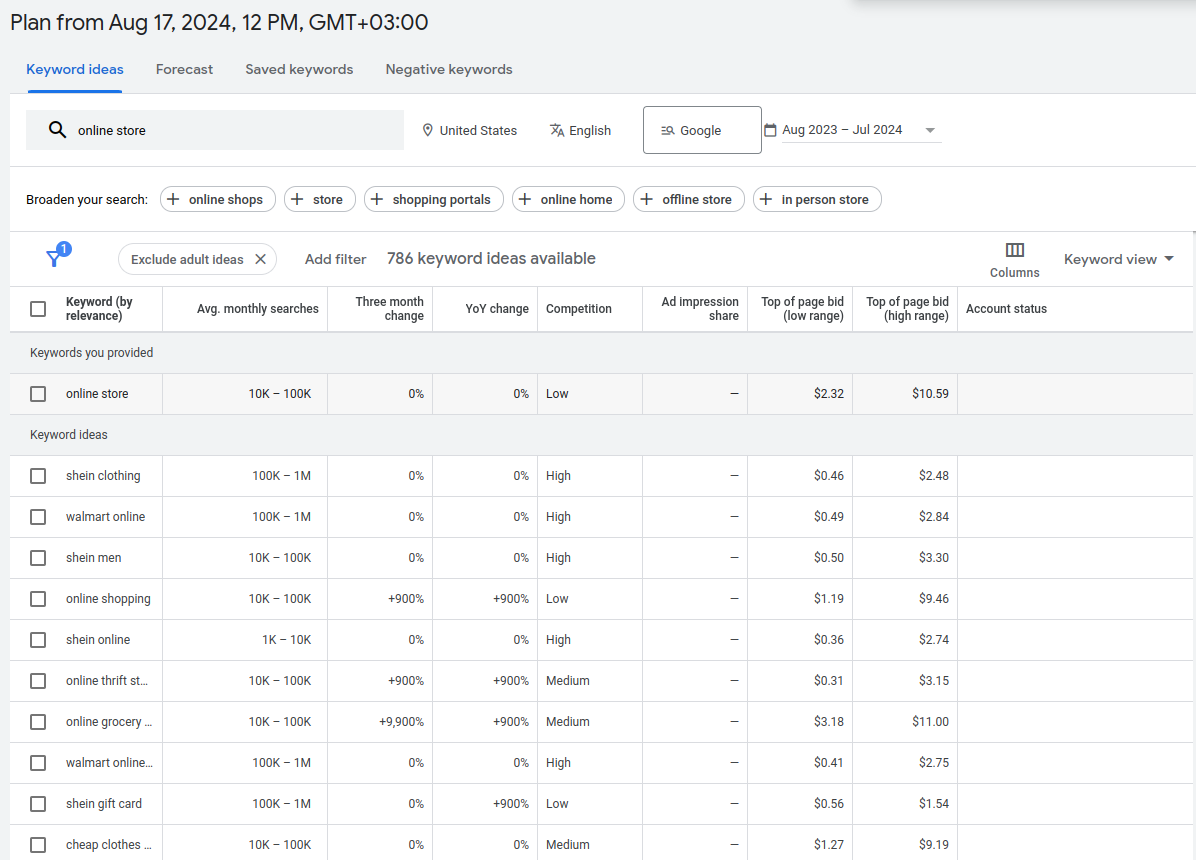 Plan from Aug 17, 2024, 12 PM, GMT+03:00
Keyword ideas Forecast Saved keywords Negative keywords
online store United States English Google Aug 2023 – Jul 2024
Broaden your search: online shops store shopping portals online home offline store in person store
1 Exclude adult ideas Add filter 786 keyword ideas available Columns Keyword view
Keyword (by relevance) Avg. monthly searches Three month change YoY change Competition Ad impression share Top of page bid (low range) Top of page bid (high range) Account status
Keywords you provided
online store 10K – 100K 0% 0% Low — $2.32 $10.59
Keyword ideas
shein clothing 100K – 1M 0% 0% High — $0.46 $2.48
walmart online 100K – 1M 0% 0% High — $0.49 $2.84
shein men 10K – 100K 0% 0% High — $0.50 $3.30
online shopping 10K – 100K +900% +900% Low — $1.19 $9.46
shein online 1K – 10K 0% 0% High — $0.36 $2.74
online thrift st... 10K – 100K +900% +900% Medium — $0.31 $3.15
online grocery ... 10K – 100K +9,900% +900% Medium — $3.18 $11.00
walmart online... 100K – 1M 0% 0% High — $0.41 $2.75
shein gift card 100K – 1M 0% +900% Low — $0.56 $1.54
cheap clothes ... 10K – 100K 0% 0% Medium — $1.27 $9.19